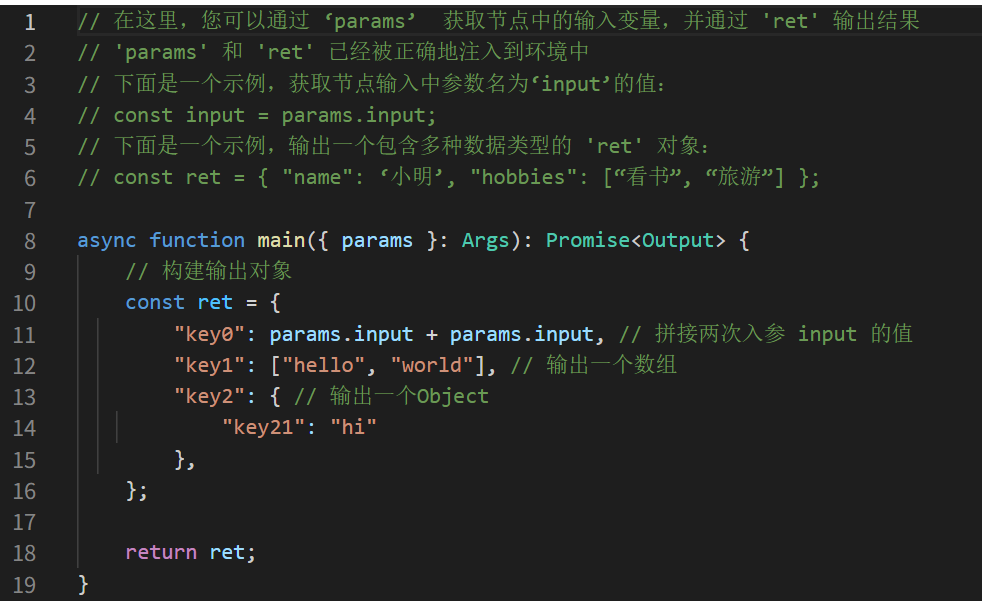 1 // 在这里，您可以通过 ‘params’  获取节点中的输入变量，并通过 'ret' 输出结果
2 // 'params' 和 'ret' 已经被正确地注入到环境中
3 // 下面是一个示例，获取节点输入中参数名为‘input’的值：
4 // const input = params.input;
5 // 下面是一个示例，输出一个包含多种数据类型的 'ret' 对象：
6 // const ret = { "name": ‘小明’, "hobbies": [“看书”, “旅游”] };
7
8 async function main({ params }: Args): Promise<Output> {
9     // 构建输出对象
10     const ret = {
11         "key0": params.input + params.input, // 拼接两次入参 input 的值
12         "key1": ["hello", "world"], // 输出一个数组
13         "key2": { // 输出一个Object
14             "key21": "hi"
15         },
16     };
17
18     return ret;
19 }